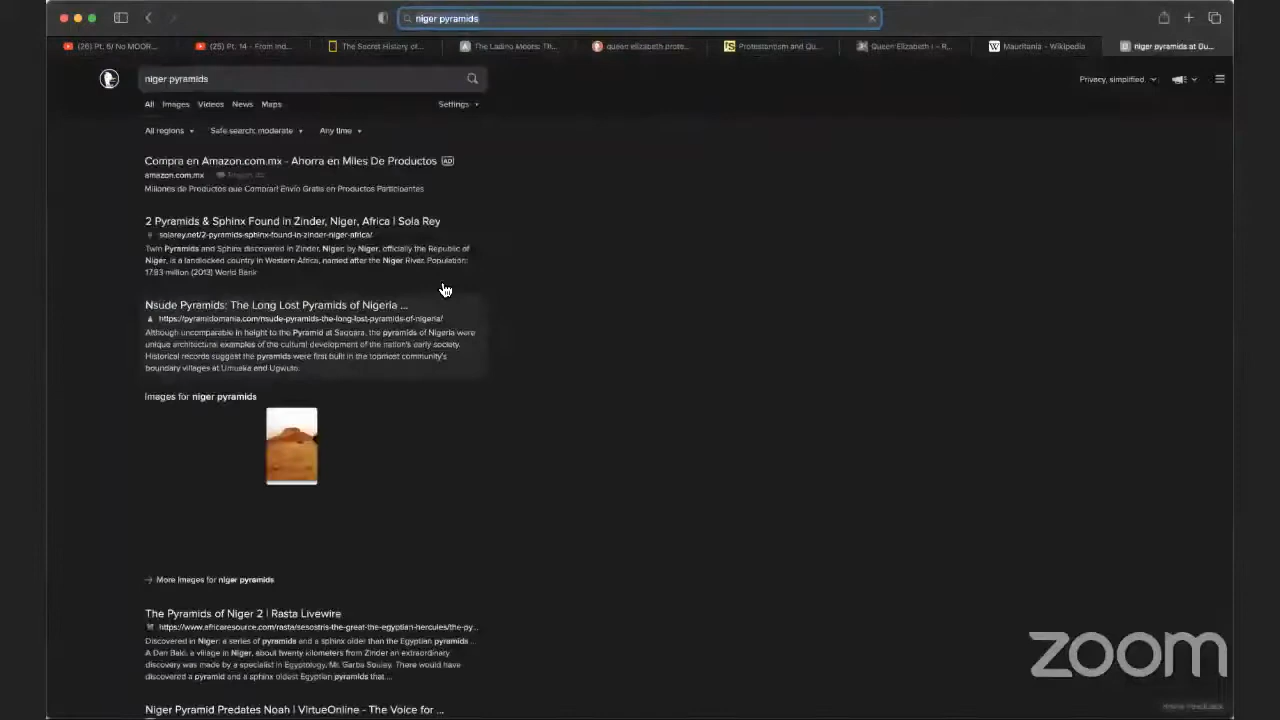 niger pyramids
(26) Pt. 6/ No MOOR...
(25) Pt. 14 - From Ind...
The Secret History of...
The Ladino Moors: Th...
queen elizabeth prote...
Protestantism and Qu...
Queen Elizabeth I - R...
Mauritania - Wikipedia
niger pyramids at Du...
niger pyramids
Privacy, simplified.
All Images Videos News Maps
Settings
All regions Safe search: moderate Any time
Compra en Amazon.com.mx - Ahorra en Miles De Productos AD
amazon.com.mx
Millones de Productos que Comprar! Envío Gratis en Productos Participantes
2 Pyramids & Sphinx Found in Zinder, Niger, Africa | Sola Rey
solarey.net/2-pyramids-sphinx-found-in-zinder-niger-africa/
Twin Pyramids and Sphinx discovered in Zinder, Niger; by Niger, officially the Republic of
Niger, is a landlocked country in Western Africa, named after the Niger River. Population:
17.83 million (2013) World Bank
Nsude Pyramids: The Long Lost Pyramids of Nigeria ...
https://pyramidomania.com/nsude-pyramids-the-long-lost-pyramids-of-nigeria/
Although uncomparable in height to the Pyramid at Saqqara, the pyramids of Nigeria were
unique architectural examples of the cultural development of the nation's early society.
Historical records suggest the pyramids were first built in the topmost community's
boundary villages at Umuaka and Ugwuto.
Images for niger pyramids
More Images for niger pyramids
The Pyramids of Niger 2 | Rasta Livewire
https://www.africaresource.com/rasta/sesostris-the-great-the-egyptian-hercules/the-py...
Discovered in Niger: a series of pyramids and a sphinx older than the Egyptian pyramids ...
A Dan Baki, a village in Niger, about twenty kilometers from Zinder an extraordinary
discovery was made by a specialist in Egyptology, Mr. Garba Souley. There would have
discovered a pyramid and a sphinx oldest Egyptian pyramids that ...
Niger Pyramid Predates Noah | VirtueOnline - The Voice for ...
zoom